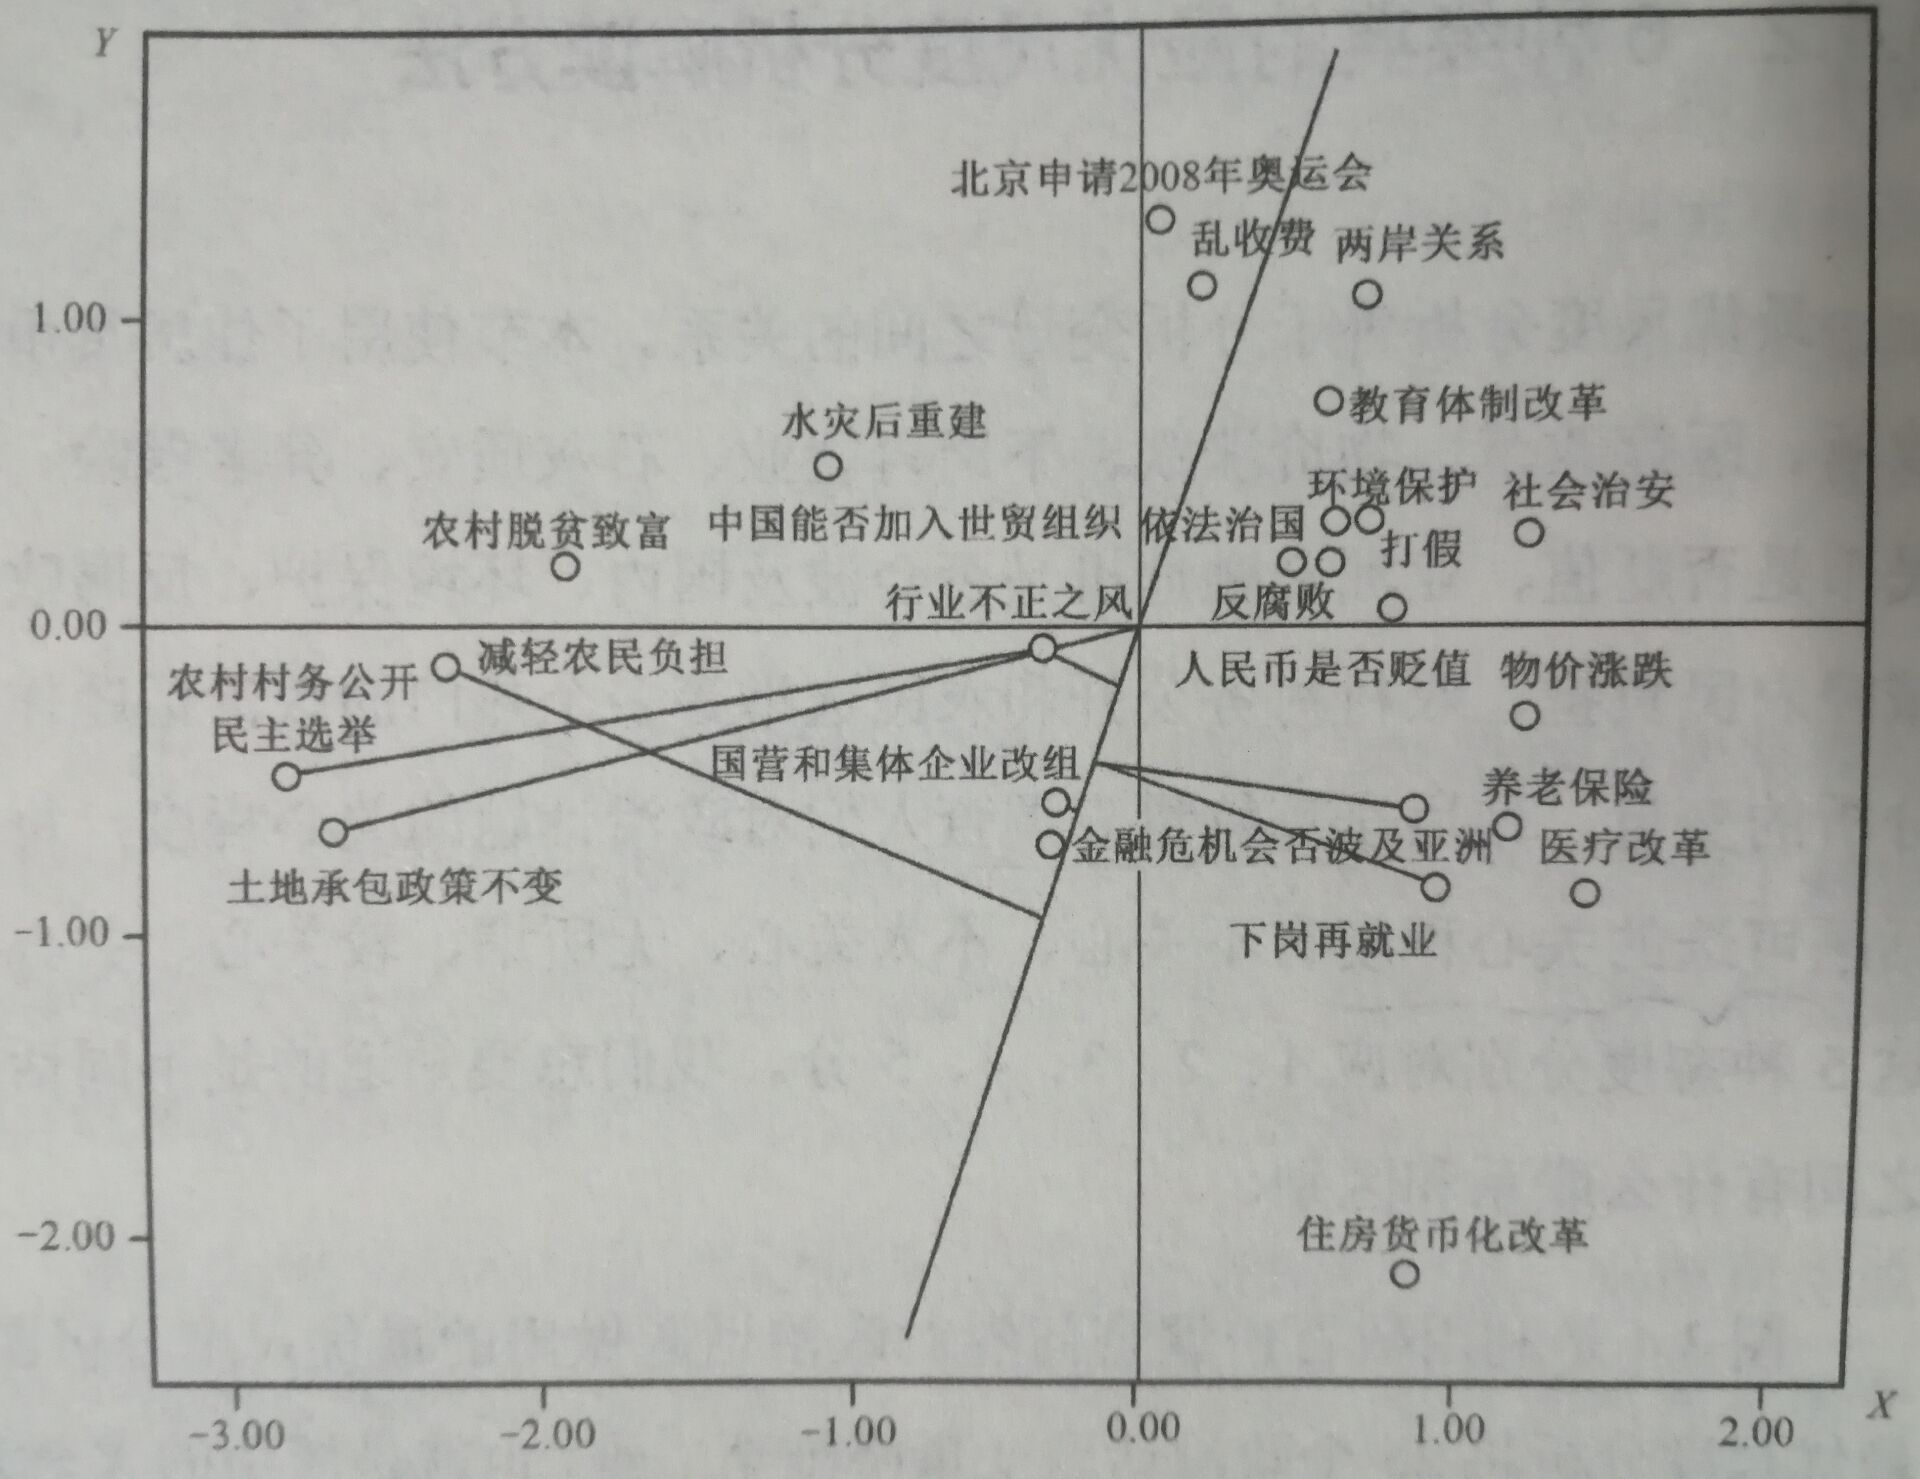 Y
北京申请2008年奥运会
乱收费
两岸关系
1.00
教育体制改革
水灾后重建
环境保护
社会治安
农村脱贫致富
中国能否加入世贸组织
依法治国
打假
行业不正之风
反腐败
0.00
减轻农民负担
人民币是否贬值
物价涨跌
农村村务公开
民主选举
国营和集体企业改组
养老保险
金融危机会否波及亚洲
医疗改革
土地承包政策不变
-1.00
下岗再就业
-2.00
住房货币化改革
X
-3.00
-2.00
-1.00
0.00
1.00
2.00